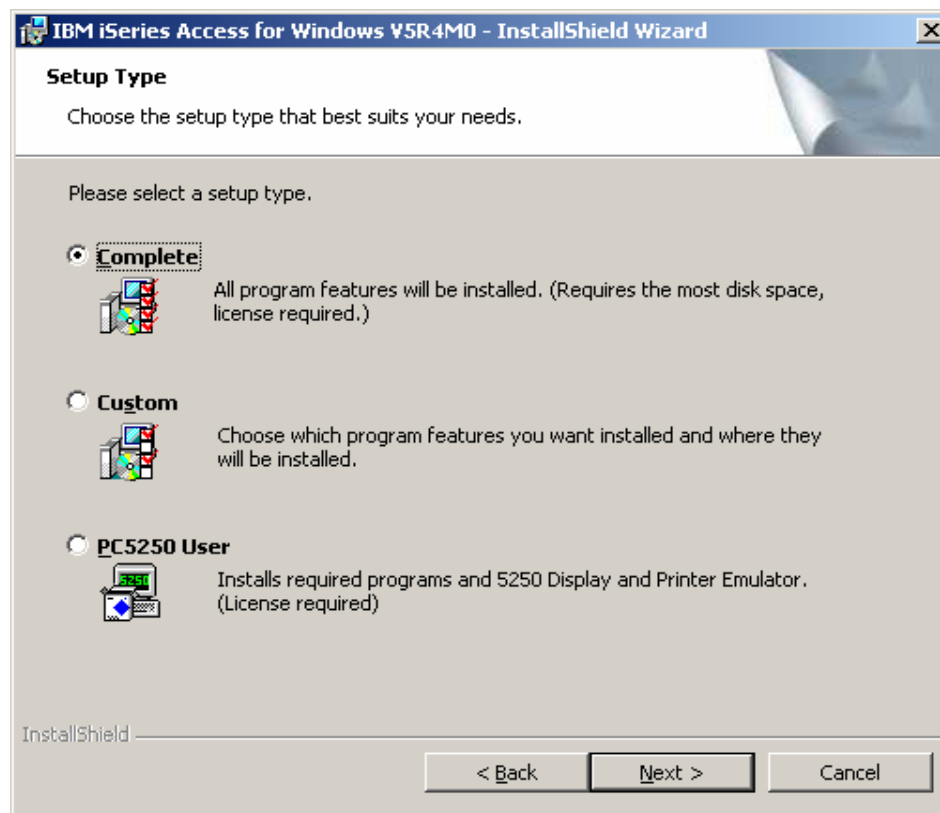 IBM iSeries Access for Windows V5R4M0 - InstallShield Wizard
Setup Type
Choose the setup type that best suits your needs.
Please select a setup type.
Complete
All program features will be installed. (Requires the most disk space,
license required.)
Custom
Choose which program features you want installed and where they
will be installed.
PC5250 User
5250
Installs required programs and 5250 Display and Printer Emulator.
(License required)
InstallShield
< Back
Next >
Cancel